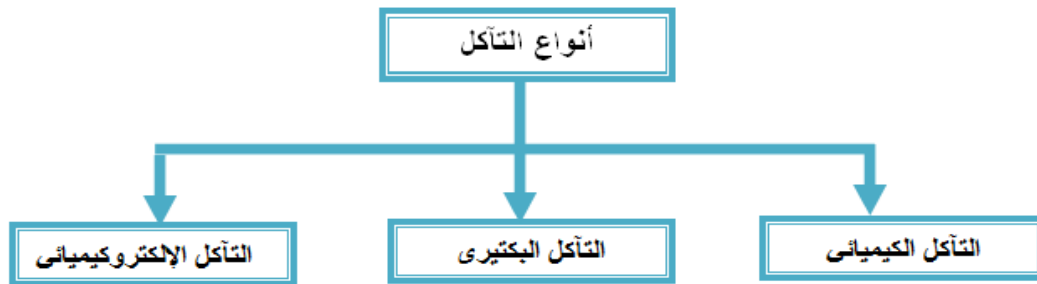 أنواع التآكل
التآكل الكيميائى
التآكل البكتيرى
التآكل الإلكتروكيميائى